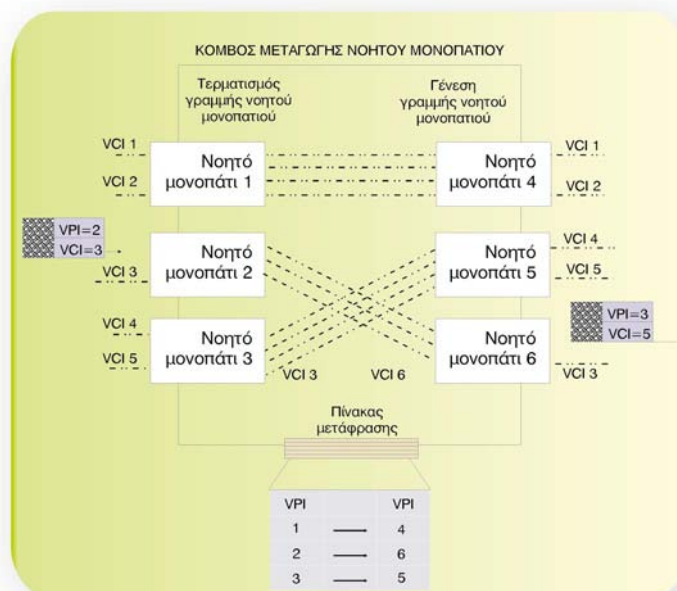 ΚΟΜΒΟΣ ΜΕΤΑΓΩΓΗΣ ΝΟΗΤΟΥ ΜΟΝΟΠΑΤΙΟΥ
Τερματισμός
γραμμής νοητού
μονοπατιού
Γένεση
γραμμής νοητού
μονοπατιού
VCI 1
VCI 2
Νοητό
μονοπάτι 1
Νοητό
μονοπάτι 4
VCI 1
VCI 2
VPI=2
VCI=3
VCI 3
Νοητό
μονοπάτι 2
Νοητό
μονοπάτι 5
VCI 4
VCI 5
VCI 4
VCI 5
Νοητό
μονοπάτι 3
VCI 3
VCI 6
Νοητό
μονοπάτι 6
VPI=3
VCI=5
VCI 3
Πίνακας
μετάφρασης
VPI VPI
1 4
2 6
3 5